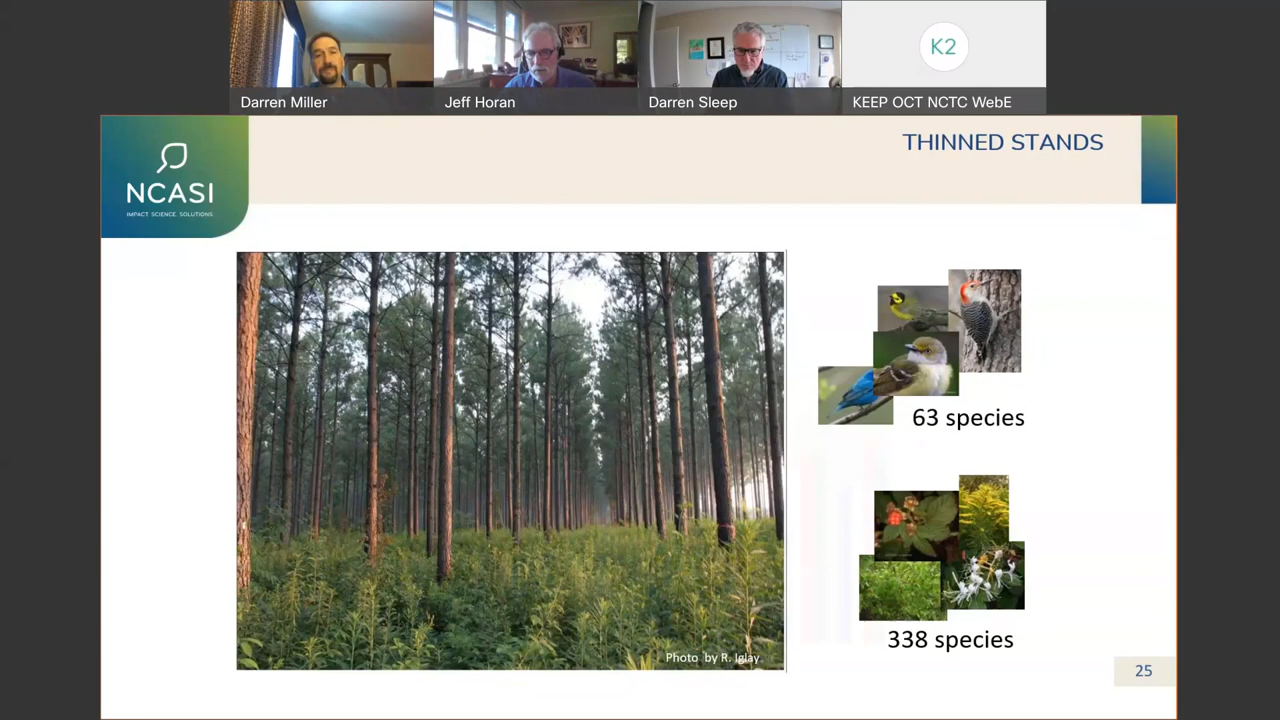 K2
Darren Miller
Jeff Horan
Darren Sleep
KEEP OCT NCTC WebE
THINNED STANDS
NCASI
IMPACT. SCIENCE. SOLUTIONS.
63 species
338 species
Photo by R. Iglay
25